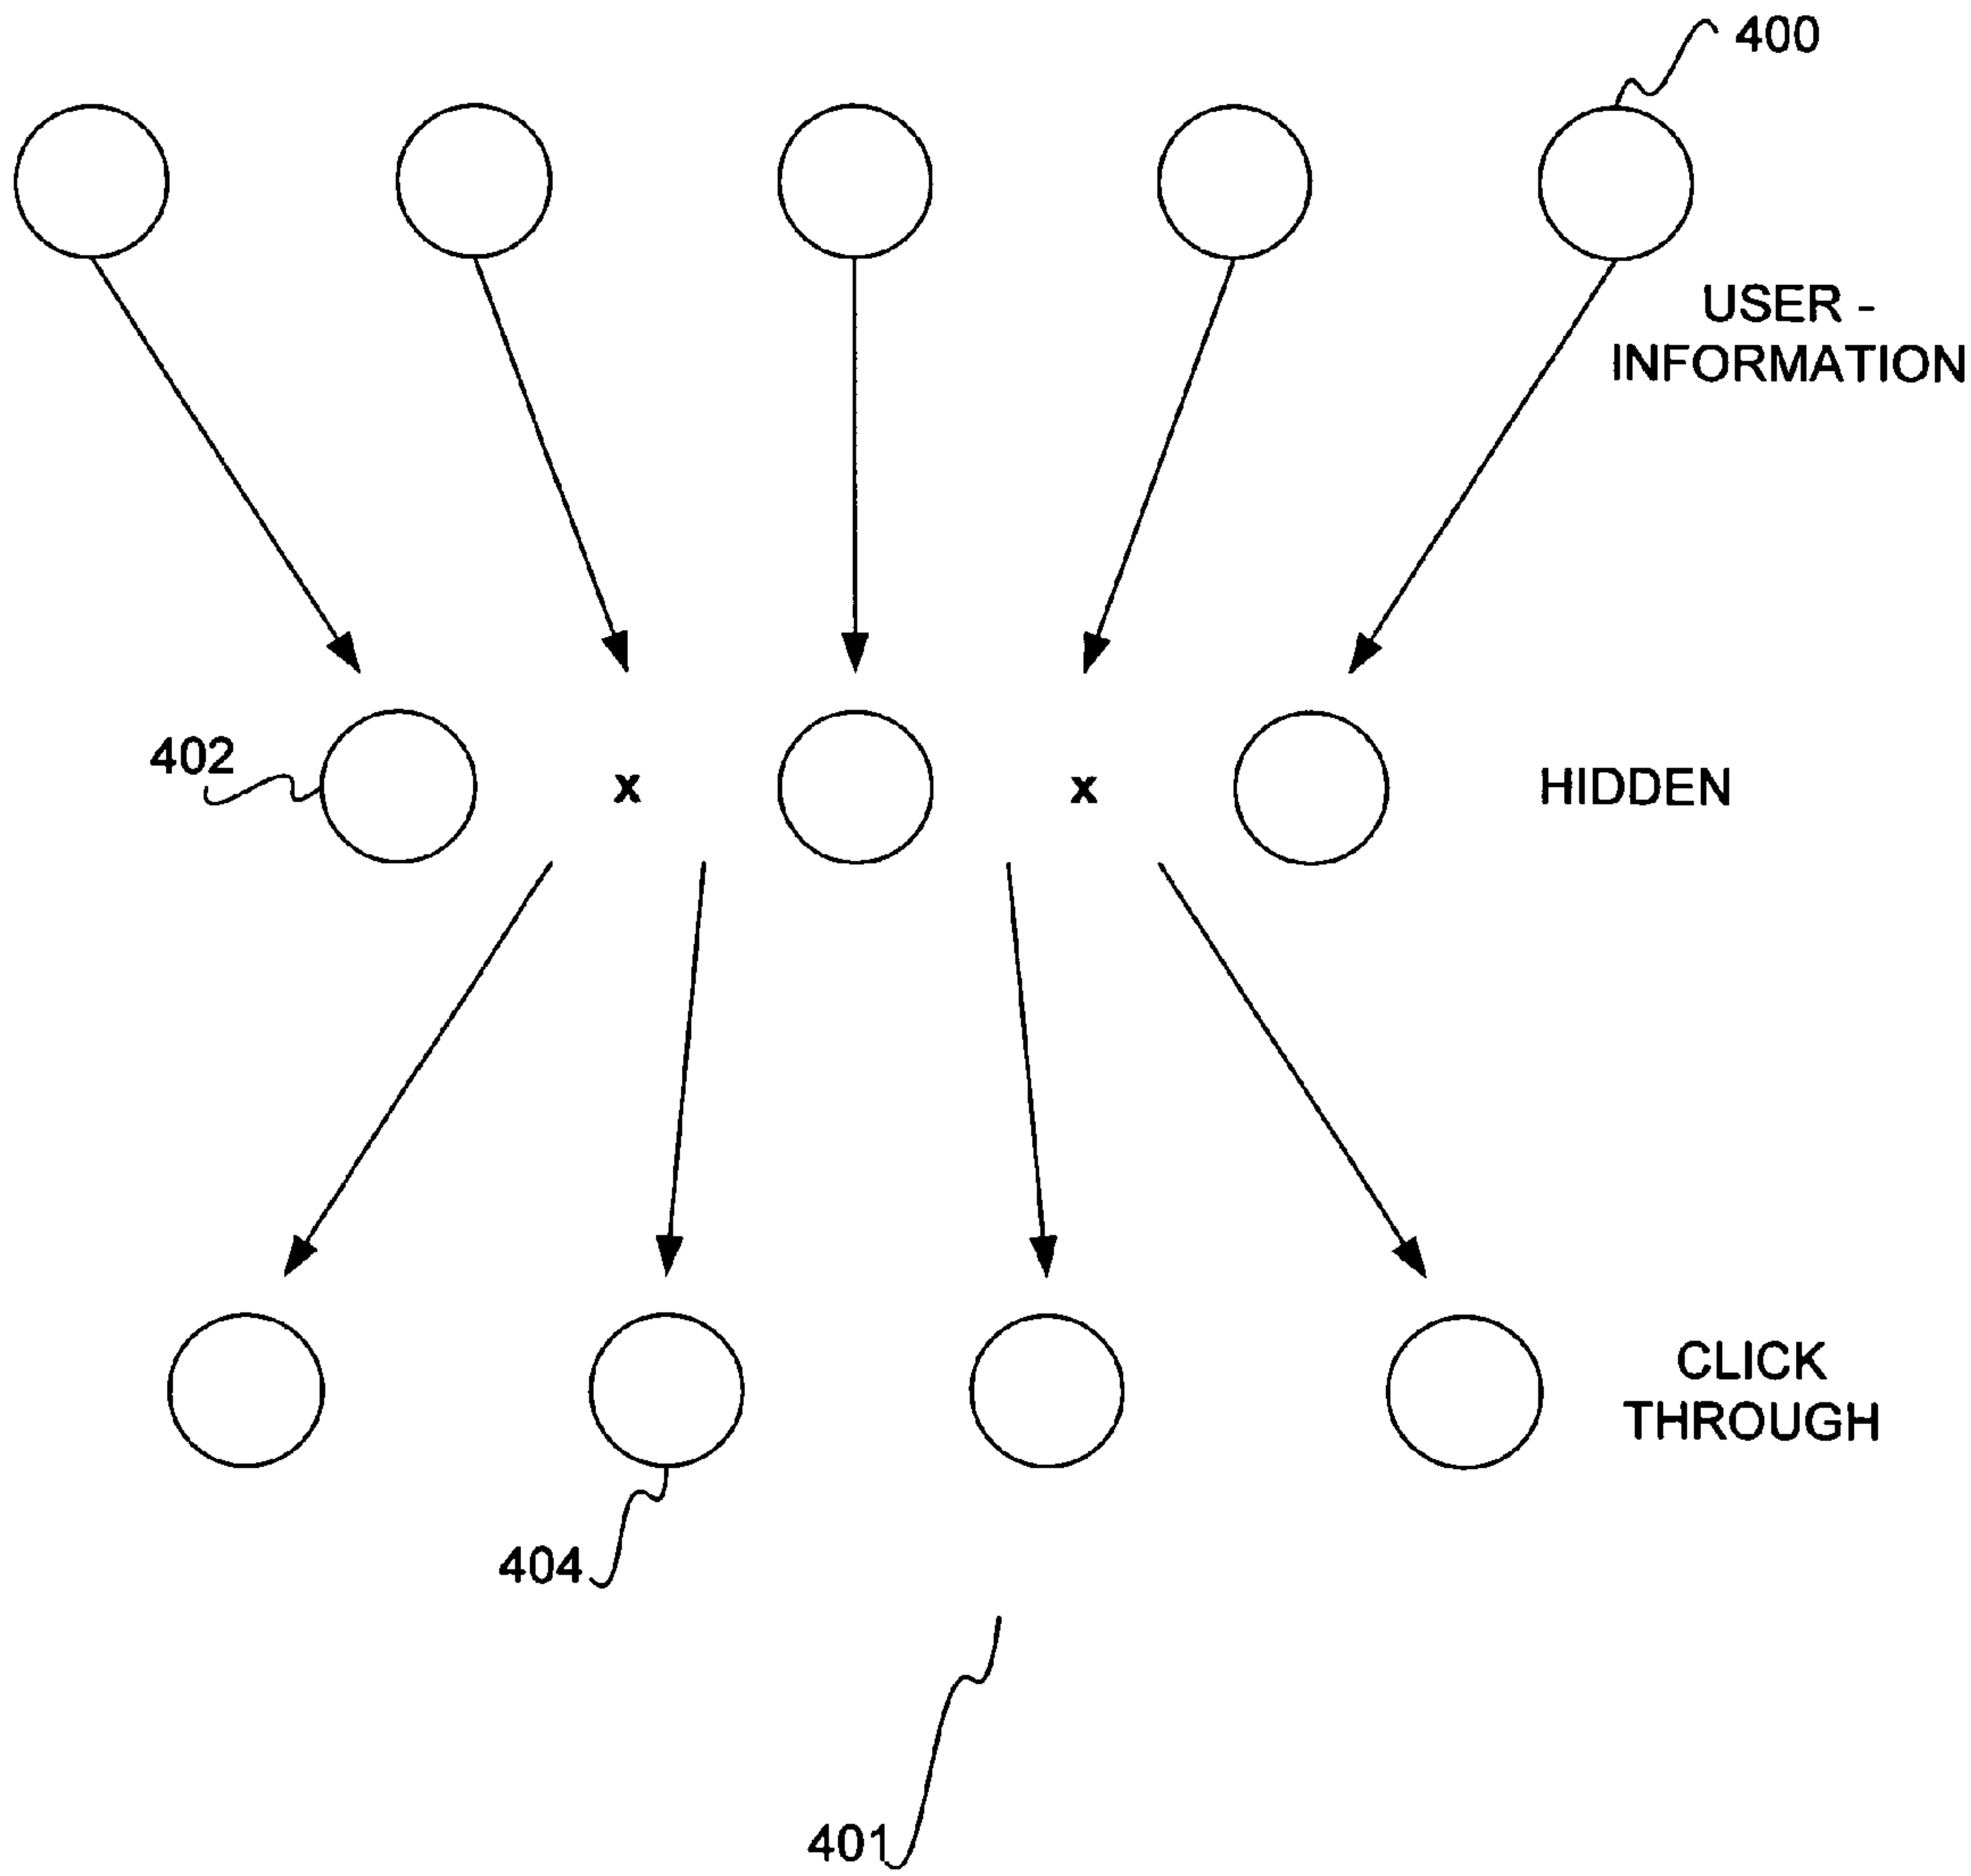 400
USER -
INFORMATION
402
x
x
HIDDEN
CLICK
THROUGH
404
401